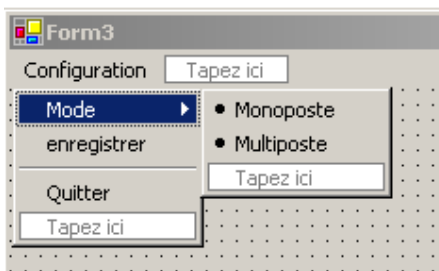 Form3
Configuration Tapez ici
Mode
Monoposte
enregistrer
Multiposte
Tapez ici
Quitter
Tapez ici